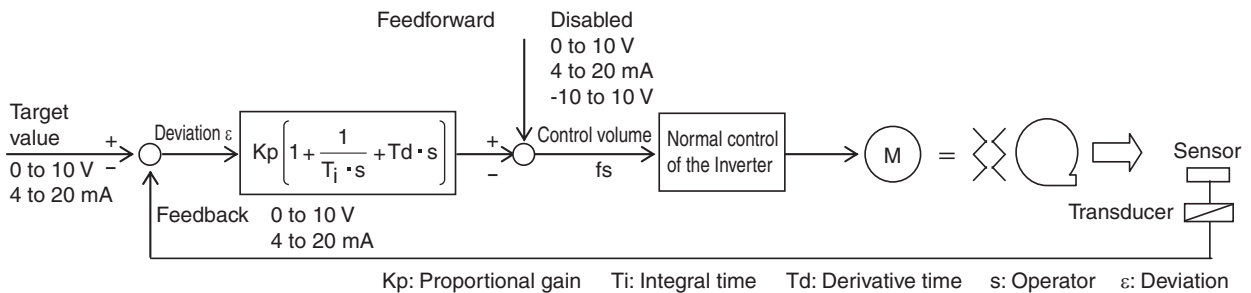 Feedforward
Disabled
0 to 10 V
4 to 20 mA
-10 to 10 V
Target
value
+
−
0 to 10 V
4 to 20 mA
Deviation ε
Kp[1+ 1/(Ti ･s) +Td･s]
+
−
Control volume
fs
Normal control
of the Inverter
M
=
Sensor
Transducer
Feedback 0 to 10 V
4 to 20 mA
Kp: Proportional gain Ti: Integral time Td: Derivative time s: Operator ε: Deviation